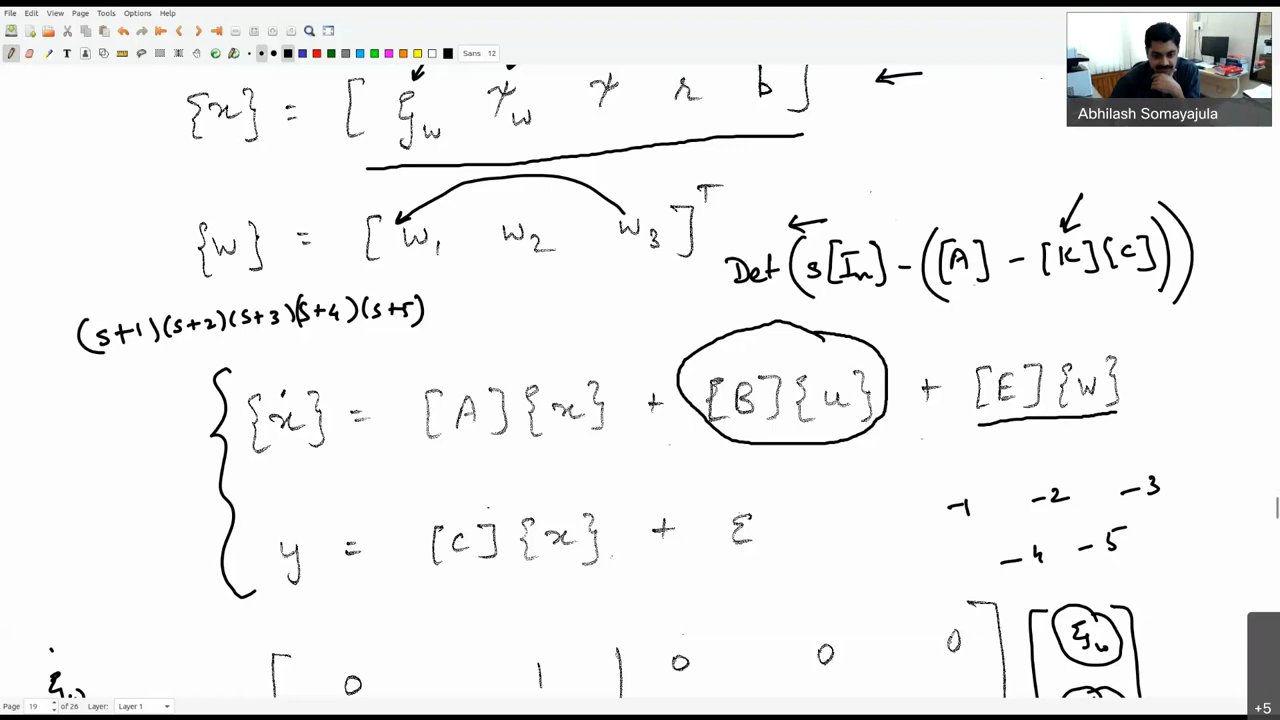 File Edit View Page Tools Options Help
Sans 12
Abhilash Somayajula
{x} = [ ξw ψw ψ r b ]
{w} = [ w1 w2 w3 ]T
Det (s[In] - ([A] - [K][C]))
(s+1)(s+2)(s+3)(s+4)(s+5)
{ẋ} = [A]{x} + [B]{u} + [E]{w}
-1 -2 -3
-4 -5
y = [C]{x} + ε
ξw
0 1 0 0 0
Page 19 of 26 Layer: Layer 1
+5